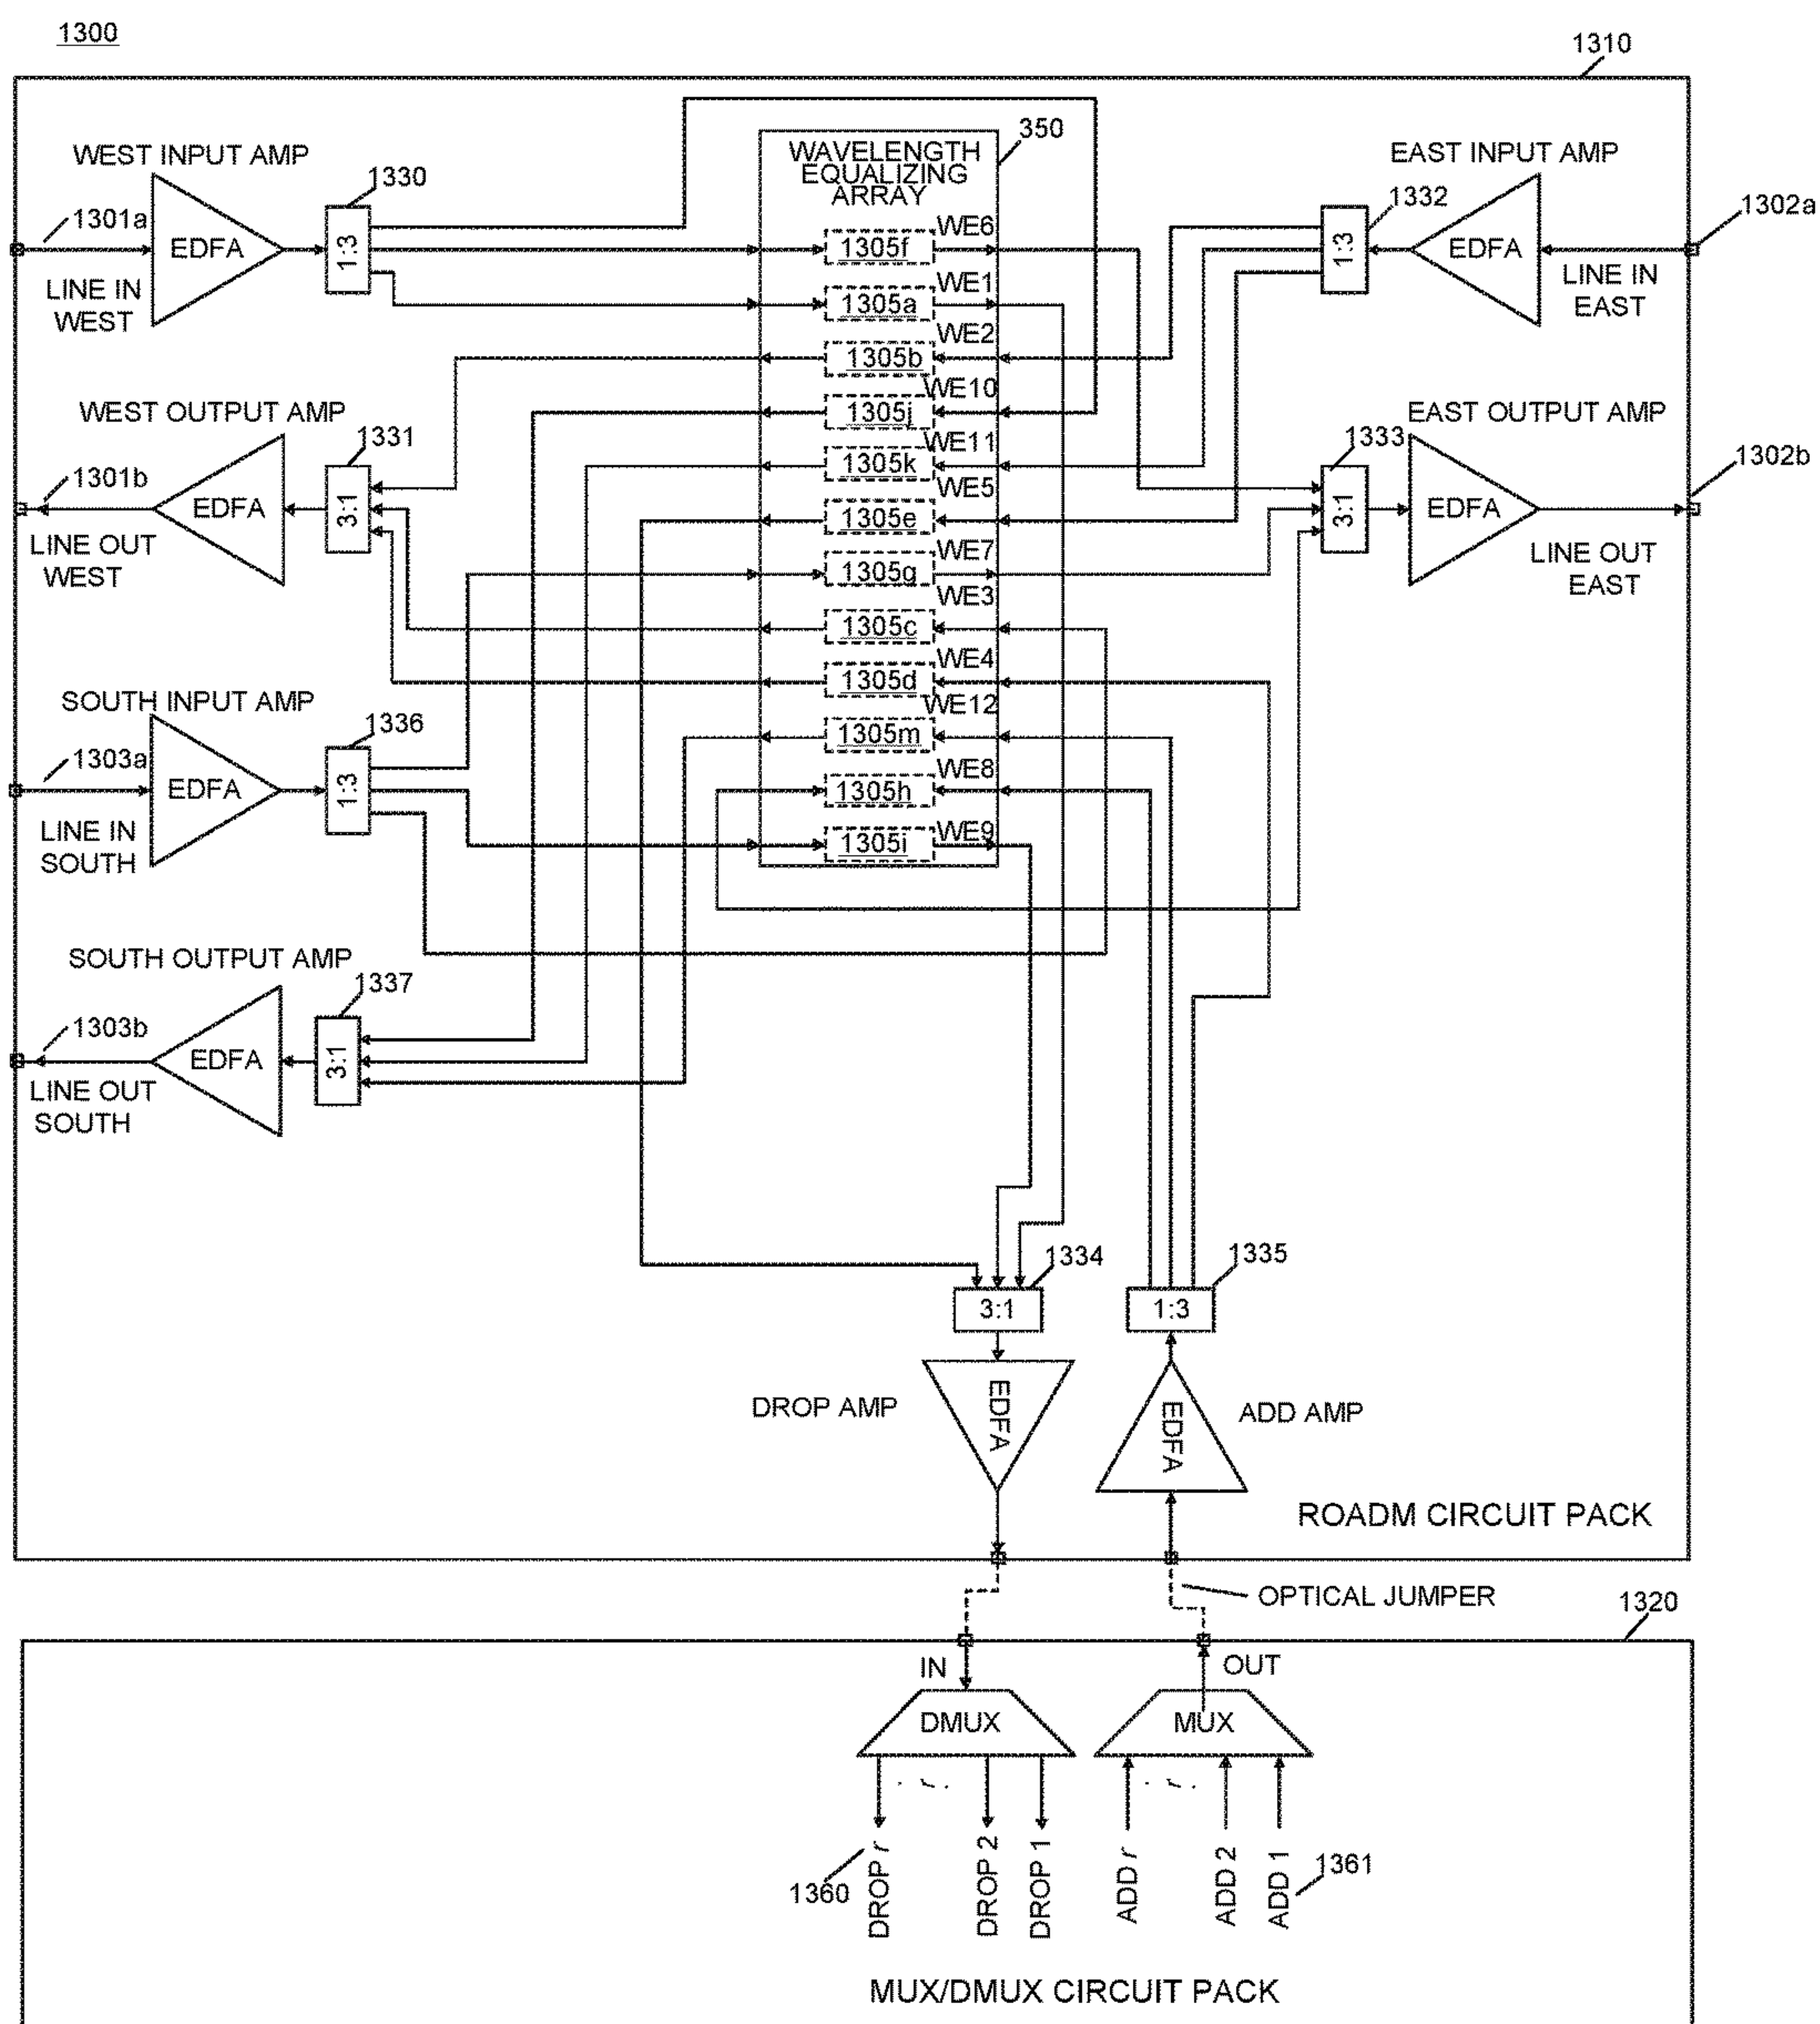 1300
1310
WEST INPUT AMP
1330
1301a
EDFA
1:3
LINE IN
WEST
WAVELENGTH
EQUALIZING
ARRAY
350
EAST INPUT AMP
1332
1302a
1:3
EDFA
LINE IN
EAST
1305f
WE6
1305a
WE1
1305b
WE2
1305j
WE10
1305k
WE11
1305e
WE5
1305g
WE7
1305c
WE3
1305d
WE4
1305m
WE12
1305h
WE8
1305i
WE9
WEST OUTPUT AMP
1331
1301b
EDFA
3:1
LINE OUT
WEST
EAST OUTPUT AMP
1333
1302b
3:1
EDFA
LINE OUT
EAST
SOUTH INPUT AMP
1336
1303a
EDFA
1:3
LINE IN
SOUTH
SOUTH OUTPUT AMP
1337
1303b
EDFA
3:1
LINE OUT
SOUTH
1334
3:1
1335
1:3
DROP AMP
EDFA
EDFA
ADD AMP
ROADM CIRCUIT PACK
OPTICAL JUMPER
1320
IN
OUT
DMUX
MUX
r
r
1360
DROP r
DROP 2
DROP 1
ADD r
ADD 2
ADD 1
1361
MUX/DMUX CIRCUIT PACK